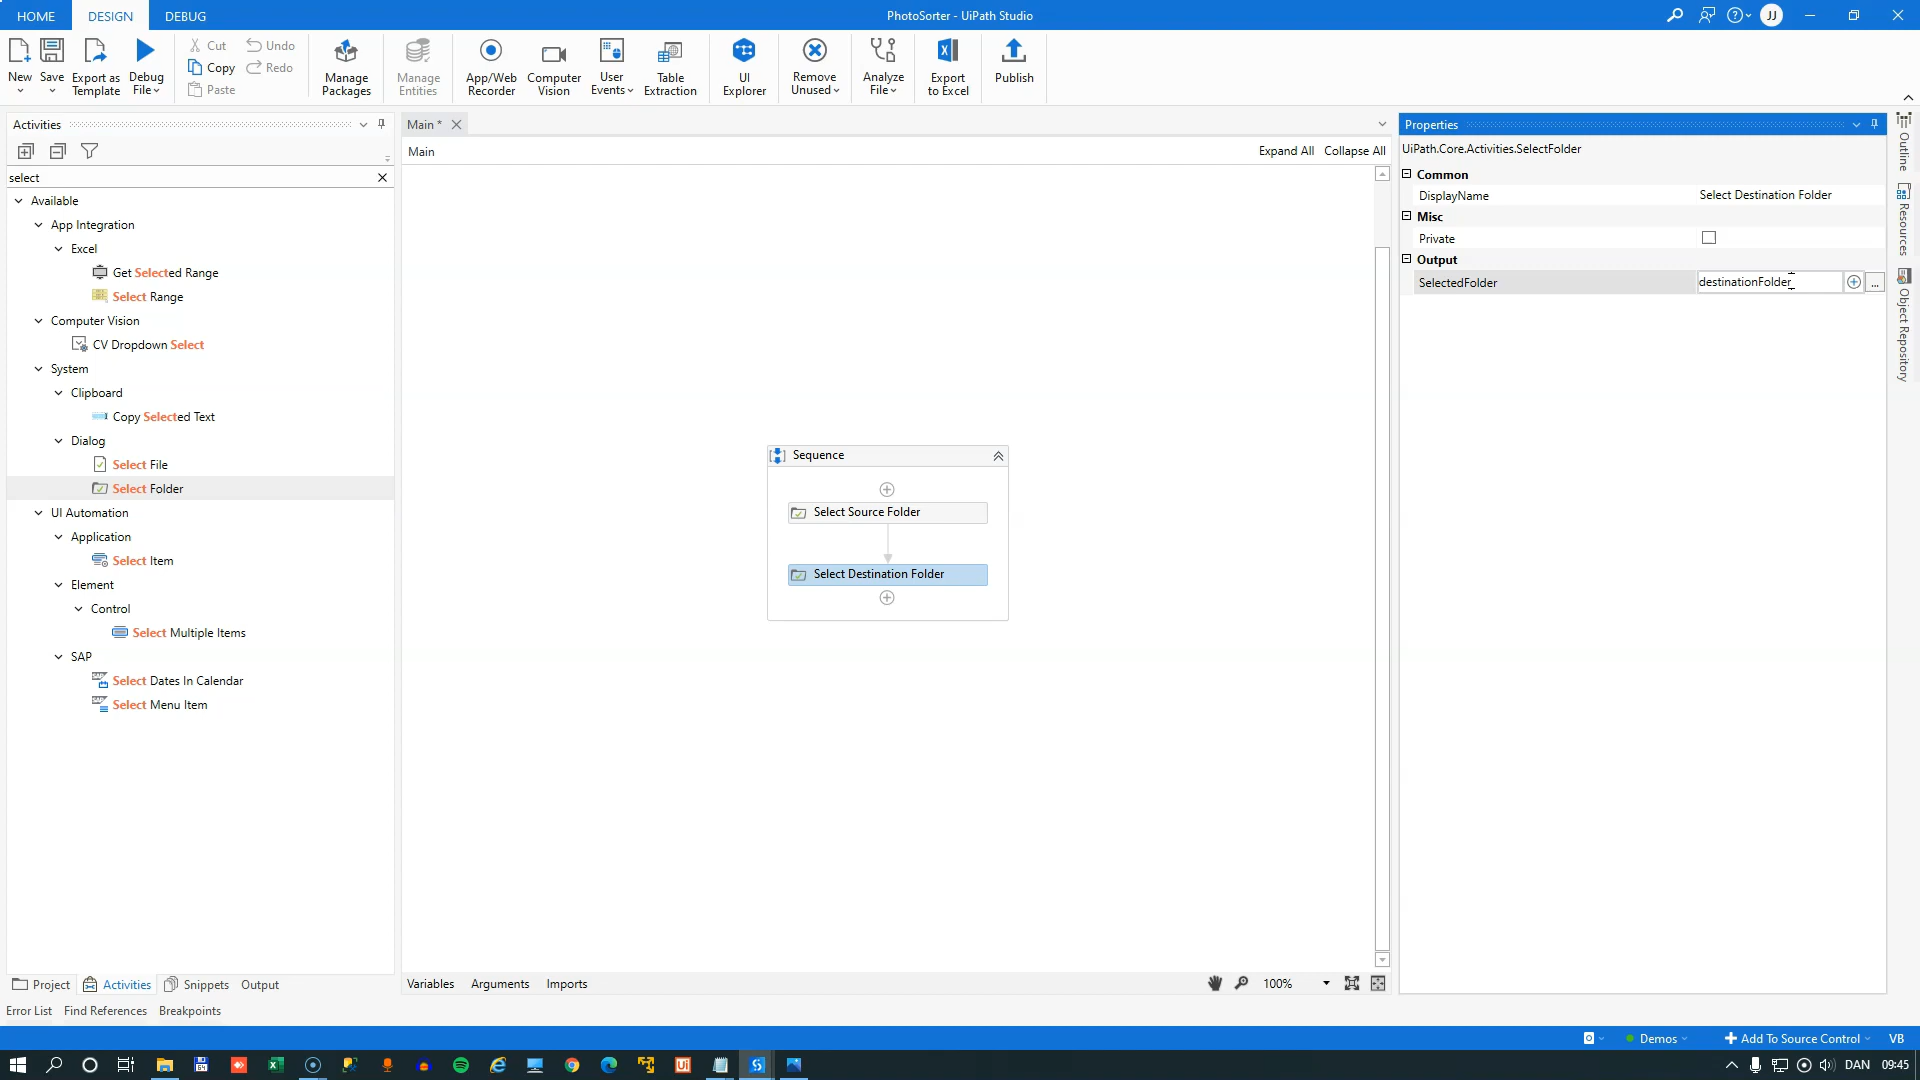 HOME DESIGN DEBUG
PhotoSorter - UiPath Studio
JJ
New
Save
Export as
Template
Debug
File
Cut
Copy
Paste
Undo
Redo
Manage
Packages
Manage
Entities
App/Web
Recorder
Computer
Vision
User
Events
Table
Extraction
UI
Explorer
Remove
Unused
Analyze
File
Export
to Excel
Publish
Activities
select
Available
App Integration
Excel
Get Selected Range
Select Range
Computer Vision
CV Dropdown Select
System
Clipboard
Copy Selected Text
Dialog
Select File
Select Folder
UI Automation
Application
Select Item
Element
Control
Select Multiple Items
SAP
Select Dates In Calendar
Select Menu Item
Project Activities Snippets Output
Main *
Main
Expand All Collapse All
Sequence
Select Source Folder
Select Destination Folder
Variables Arguments Imports
100%
Properties
UiPath.Core.Activities.SelectFolder
Common
DisplayName Select Destination Folder
Misc
Private
Output
SelectedFolder destinationFolder ...
Outline
Resources
Object Repository
Error List Find References Breakpoints
Demos
Add To Source Control
VB
DAN 09:45